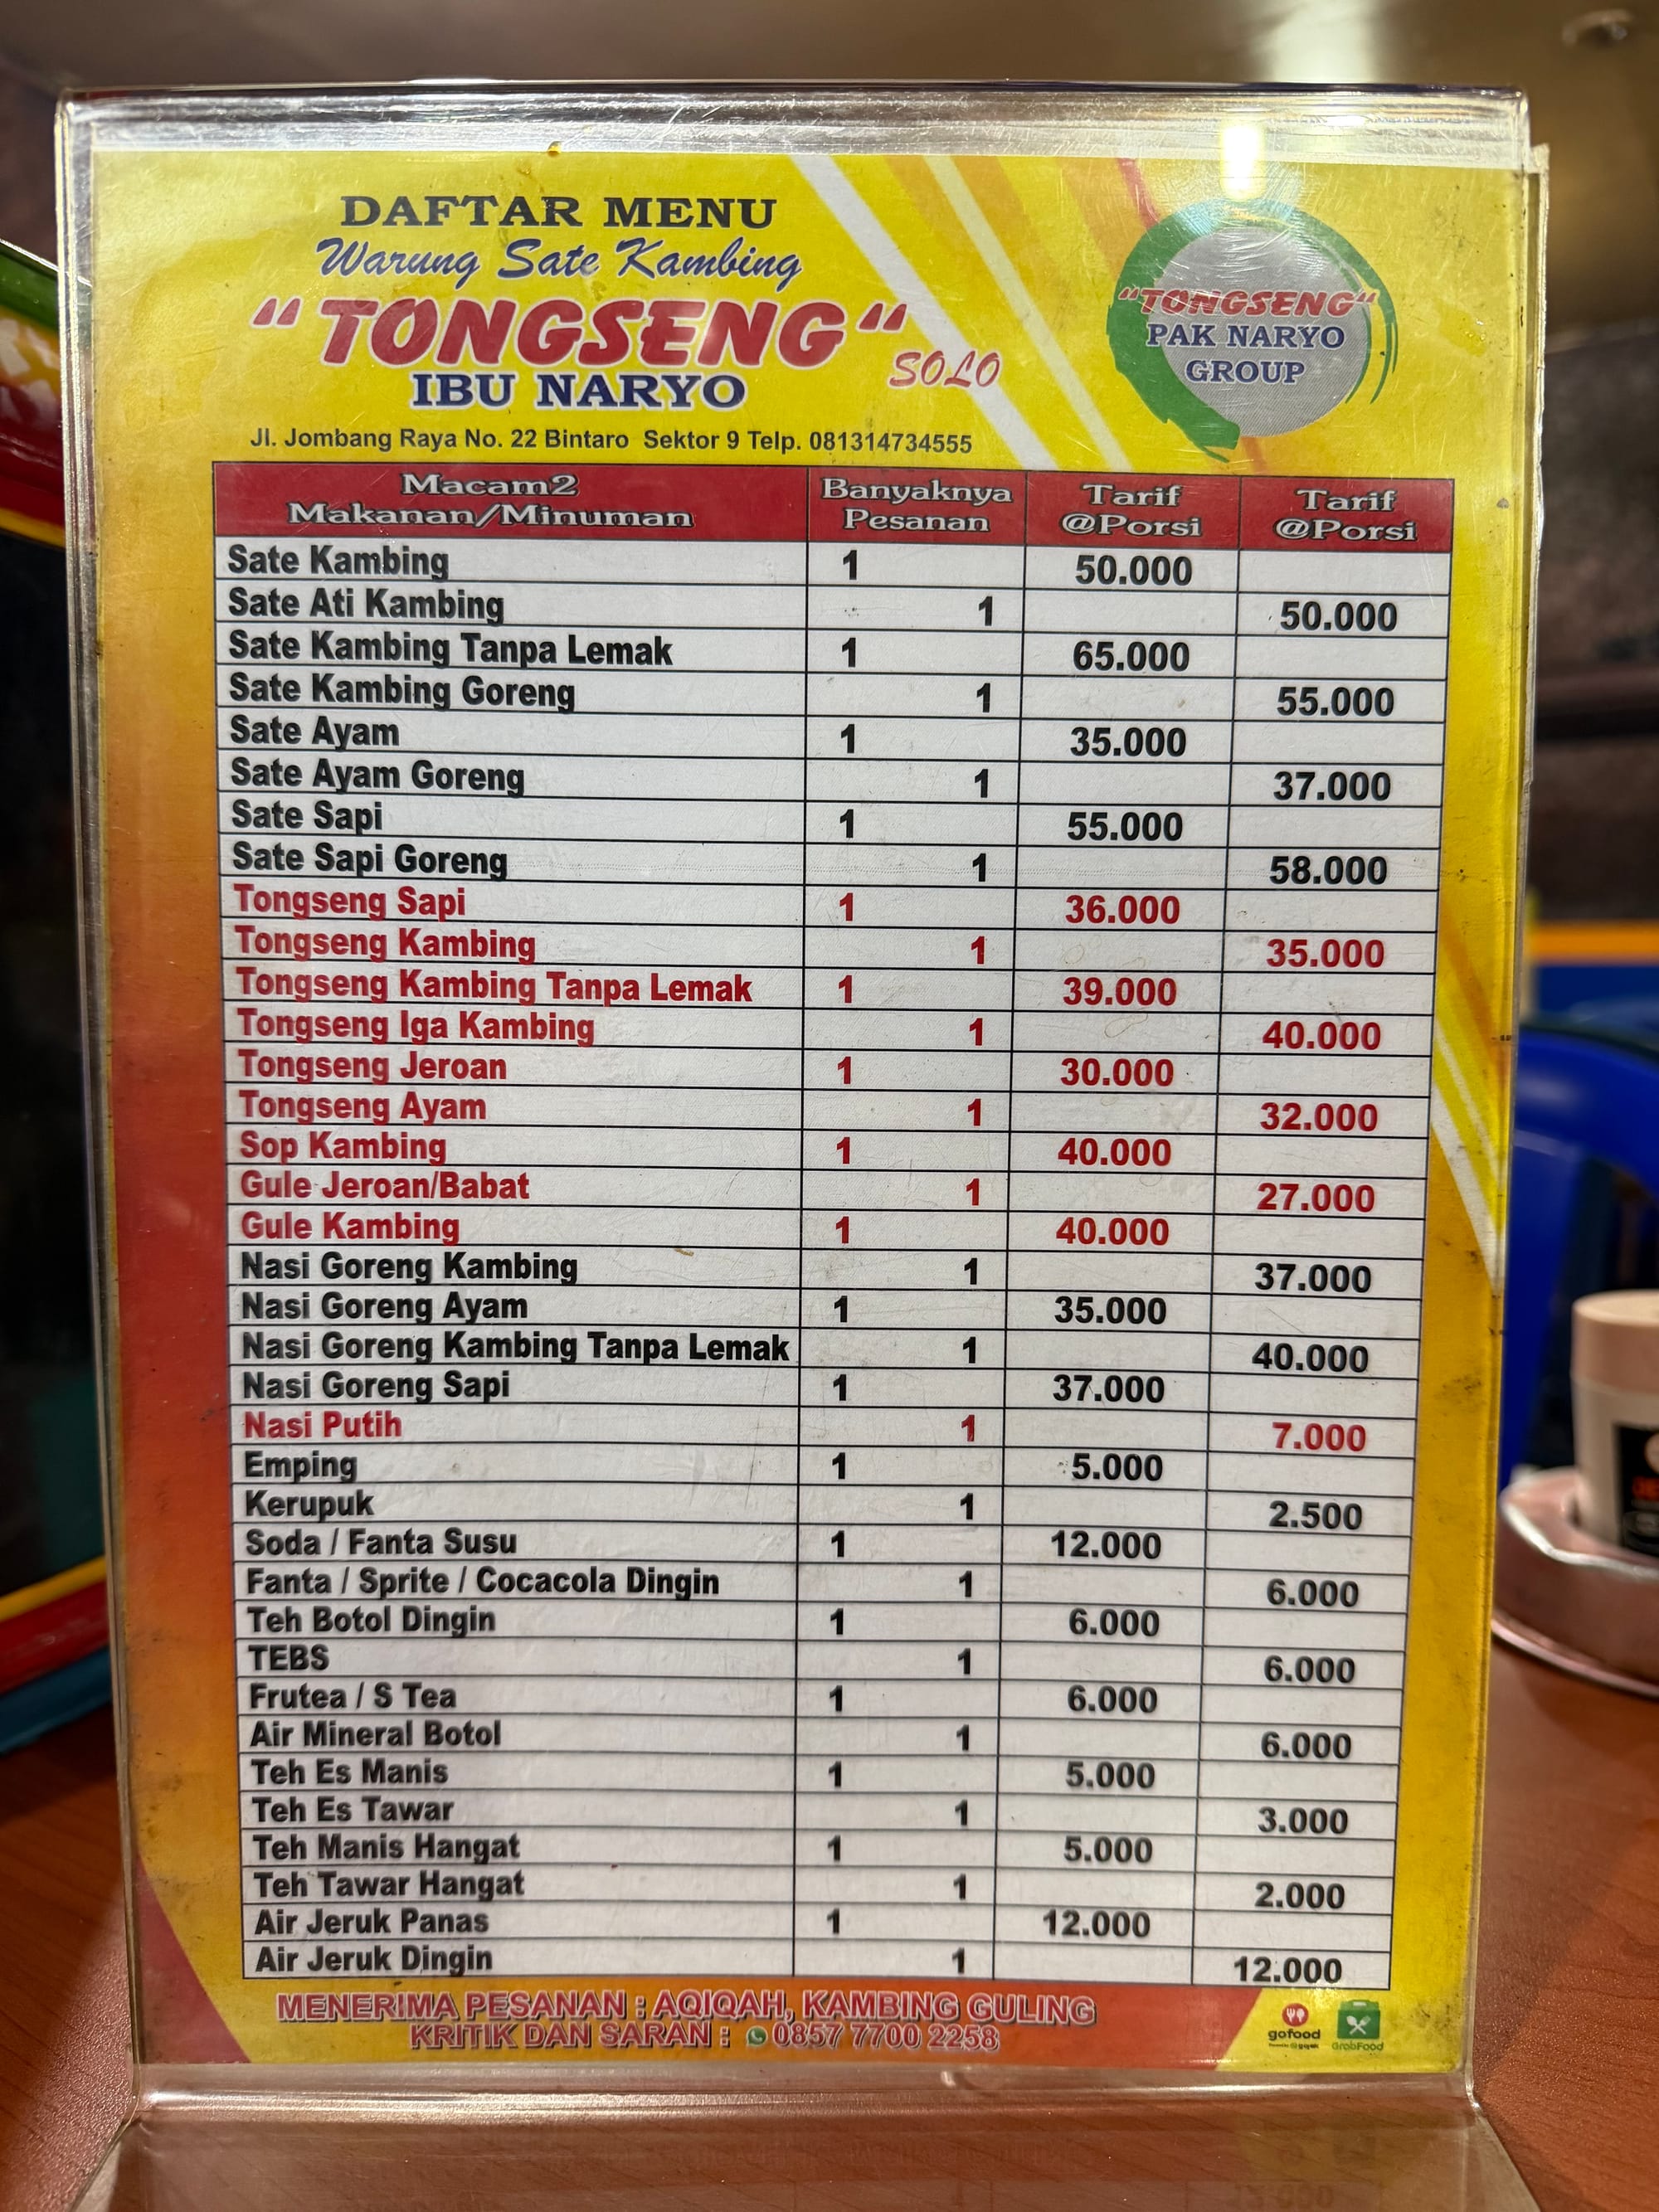 DAFTAR MENU
Warung Sate Kambing
"TONGSENG"
SOLO
IBU NARYO
Jl. Jombang Raya No. 22 Bintaro Sektor 9 Telp. 081314734555
"TONGSENG"
PAK NARYO
GROUP
Macam2 Makanan/Minuman Banyaknya Pesanan Tarif @Porsi Tarif @Porsi
Sate Kambing 1 50.000
Sate Ati Kambing 1 50.000
Sate Kambing Tanpa Lemak 1 65.000
Sate Kambing Goreng 1 55.000
Sate Ayam 1 35.000
Sate Ayam Goreng 1 37.000
Sate Sapi 1 55.000
Sate Sapi Goreng 1 58.000
Tongseng Sapi 1 36.000
Tongseng Kambing 1 35.000
Tongseng Kambing Tanpa Lemak 1 39.000
Tongseng Iga Kambing 1 40.000
Tongseng Jeroan 1 30.000
Tongseng Ayam 1 32.000
Sop Kambing 1 40.000
Gule Jeroan/Babat 1 27.000
Gule Kambing 1 40.000
Nasi Goreng Kambing 1 37.000
Nasi Goreng Ayam 1 35.000
Nasi Goreng Kambing Tanpa Lemak 1 40.000
Nasi Goreng Sapi 1 37.000
Nasi Putih 1 7.000
Emping 1 5.000
Kerupuk 1 2.500
Soda / Fanta Susu 1 12.000
Fanta / Sprite / Cocacola Dingin 1 6.000
Teh Botol Dingin 1 6.000
TEBS 1 6.000
Frutea / S Tea 1 6.000
Air Mineral Botol 1 6.000
Teh Es Manis 1 5.000
Teh Es Tawar 1 3.000
Teh Manis Hangat 1 5.000
Teh Tawar Hangat 1 2.000
Air Jeruk Panas 1 12.000
Air Jeruk Dingin 1 12.000
MENERIMA PESANAN : AQIQAH, KAMBING GULING
KRITIK DAN SARAN : 0857 7700 2258
gofood
GrabFood